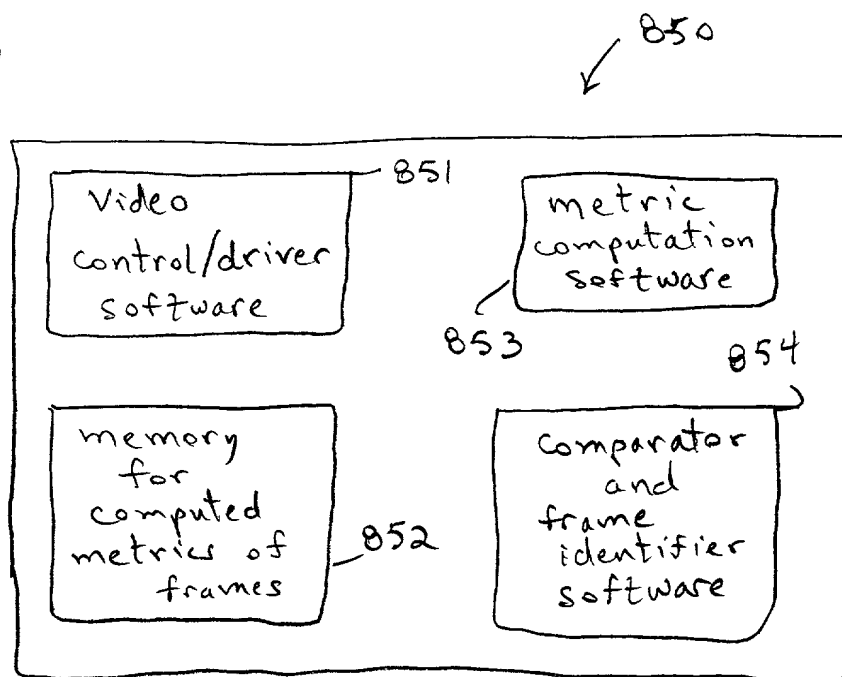 850
851
Video
control/driver
software
metric
computation
software
853
854
memory
for
computed
metrics of
frames
852
comparator
and
frame
identifier
software